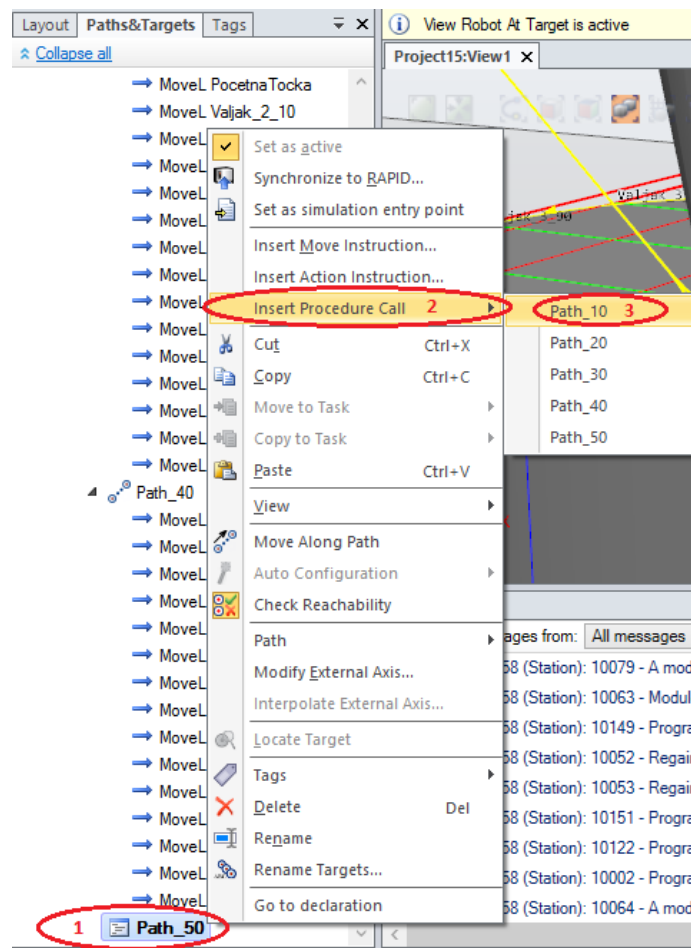 Layout Paths&Targets Tags
View Robot At Target is active
Collapse all
Project15:View1
MoveL PocetnaTocka
MoveL Valjak_2_10
MoveL
Set as active
MoveL
Synchronize to RAPID...
MoveL
Set as simulation entry point
MoveL
MoveL
Insert Move Instruction...
MoveL
Insert Action Instruction...
MoveL
Insert Procedure Call 2
Path_10 3
MoveL
Cut Ctrl+X
Path_20
MoveL
Copy Ctrl+C
Path_30
MoveL
Move to Task
Path_40
MoveL
Copy to Task
Path_50
MoveL
Paste Ctrl+V
Path_40
View
MoveL
Move Along Path
MoveL
Auto Configuration
MoveL
Check Reachability
MoveL
MoveL
Path
ages from: All messages
MoveL
Modify External Axis...
58 (Station): 10079 - A mod
MoveL
Interpolate External Axis...
58 (Station): 10063 - Modul
MoveL
Locate Target
58 (Station): 10149 - Progra
MoveL
Tags
58 (Station): 10052 - Regair
MoveL
Delete Del
58 (Station): 10053 - Regair
MoveL
Rename
58 (Station): 10151 - Progra
MoveL
Rename Targets...
58 (Station): 10122 - Progra
MoveL
58 (Station): 10002 - Progra
MoveL
Go to declaration
58 (Station): 10064 - A mod
MoveL
1 Path_50